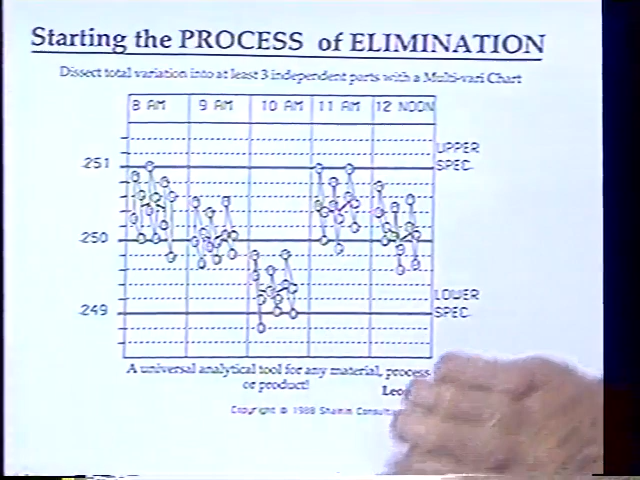 Starting the PROCESS of ELIMINATION
Dissect total variation into at least 3 independent parts with a Multi-vari Chart
8 AM 9 AM 10 AM 11 AM 12 NOON
UPPER
.251 SPEC.
.250
LOWER
.249 SPEC.
A universal analytical tool for any material, process
or product!
Copyright © 1988 Shainin